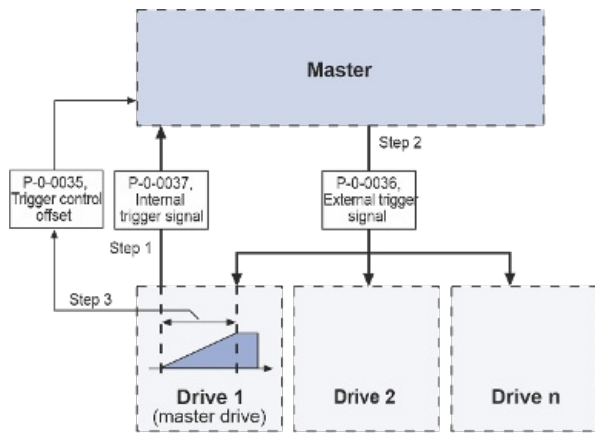 Master
Step 2
P-0-0035,
Trigger control
offset
P-0-0037,
Internal
trigger signal
P-0-0036,
External trigger
signal
Step 1
Step 3
Drive 1
(master drive)
Drive 2
Drive n